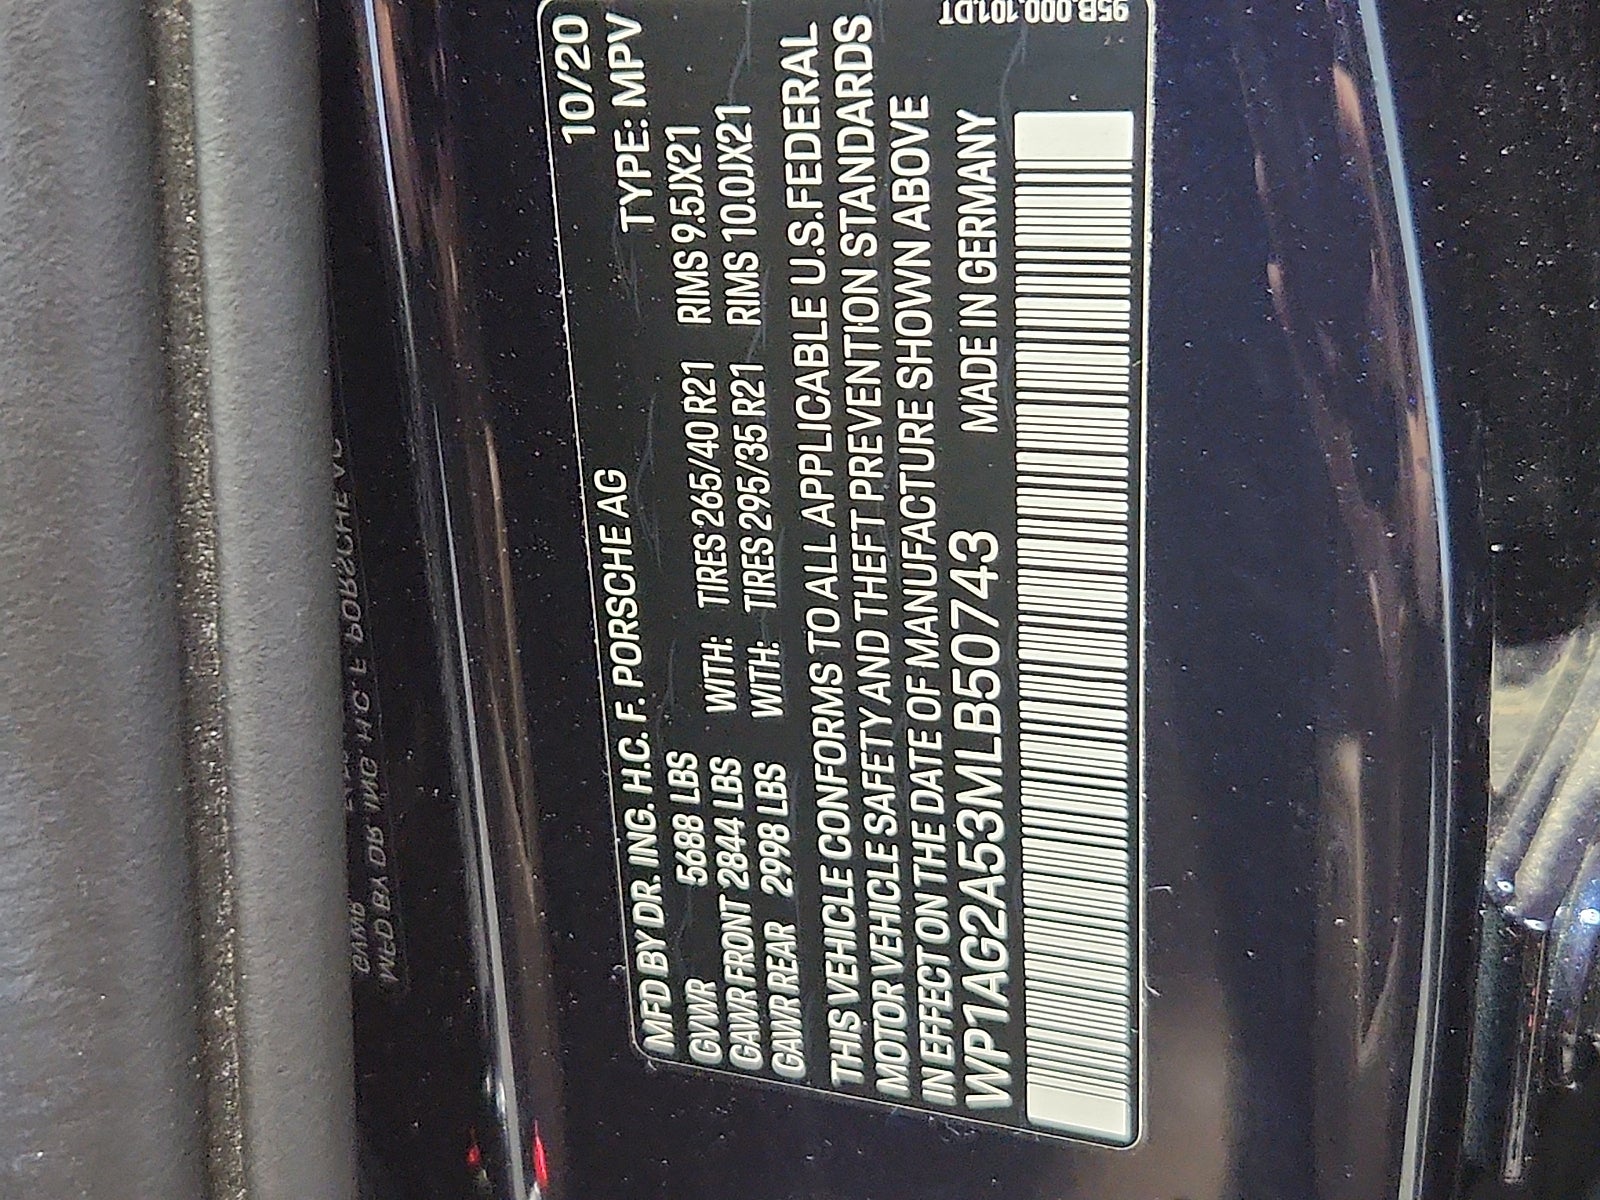 MFD BY DR. ING. H.C. F. PORSCHE AG 10/20
GVWR 5688 LBS TYPE: MPV
GAWR FRONT 2844 LBS WITH: TIRES 265/40 R21 RIMS 9.5JX21
GAWR REAR 2998 LBS WITH: TIRES 295/35 R21 RIMS 10.0JX21
THIS VEHICLE CONFORMS TO ALL APPLICABLE U.S.FEDERAL
MOTOR VEHICLE SAFETY AND THEFT PREVENTION STANDARDS
IN EFFECT ON THE DATE OF MANUFACTURE SHOWN ABOVE
WP1AG2A53MLB50743 MADE IN GERMANY
95B.000.101.DT